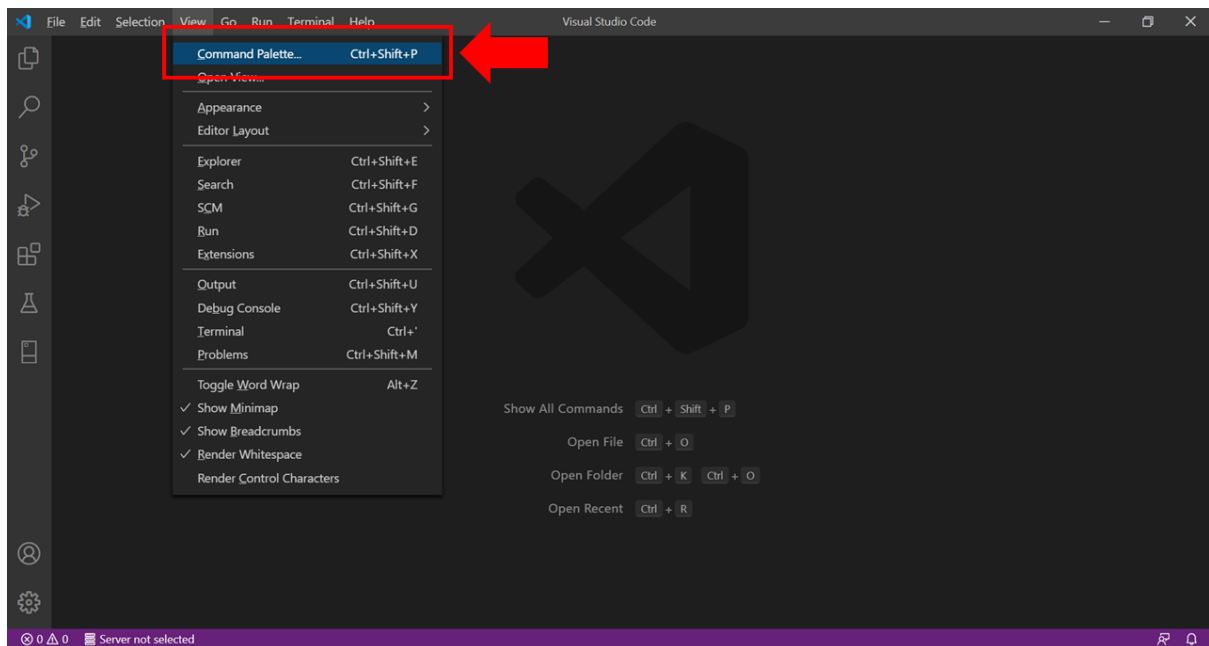 File Edit Selection View Go Run Terminal Help Visual Studio Code
Command Palette... Ctrl+Shift+P
Open View...
Appearance
Editor Layout
Explorer Ctrl+Shift+E
Search Ctrl+Shift+F
SCM Ctrl+Shift+G
Run Ctrl+Shift+D
Extensions Ctrl+Shift+X
Output Ctrl+Shift+U
Debug Console Ctrl+Shift+Y
Terminal Ctrl+'
Problems Ctrl+Shift+M
Toggle Word Wrap Alt+Z
Show Minimap
Show Breadcrumbs
Render Whitespace
Render Control Characters
Show All Commands Ctrl + Shift + P
Open File Ctrl + O
Open Folder Ctrl + K Ctrl + O
Open Recent Ctrl + R
0 0 Server not selected